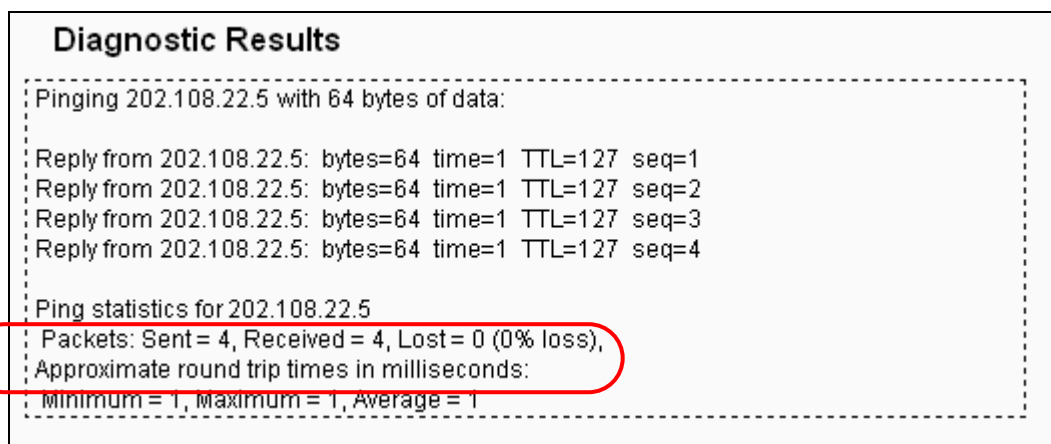 Diagnostic Results
Pinging 202.108.22.5 with 64 bytes of data:
Reply from 202.108.22.5: bytes=64 time=1 TTL=127 seq=1
Reply from 202.108.22.5: bytes=64 time=1 TTL=127 seq=2
Reply from 202.108.22.5: bytes=64 time=1 TTL=127 seq=3
Reply from 202.108.22.5: bytes=64 time=1 TTL=127 seq=4
Ping statistics for 202.108.22.5
Packets: Sent = 4, Received = 4, Lost = 0 (0% loss),
Approximate round trip times in milliseconds:
Minimum = 1, Maximum = 1, Average = 1